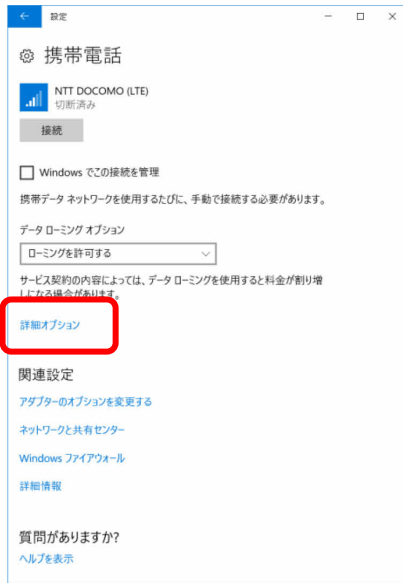 設定
携帯電話
NTT DOCOMO (LTE)
切断済み
接続
Windows でこの接続を管理
携帯データ ネットワークを使用するたびに、手動で接続する必要があります。
データ ローミング オプション
ローミングを許可する
サービス契約の内容によっては、データ ローミングを使用すると料金が割り増
しになる場合があります。
詳細オプション
関連設定
アダプターのオプションを変更する
ネットワークと共有センター
Windows ファイアウォール
詳細情報
質問がありますか?
ヘルプを表示